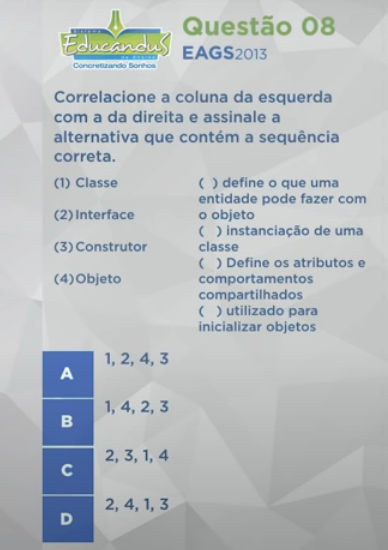 Sistema
EducanduS
de Ensino
Concretizando Sonhos
Questão 08
EAGS2013
Correlacione a coluna da esquerda
com a da direita e assinale a
alternativa que contém a sequência
correta.
(1) Classe
(2) Interface
(3) Construtor
(4) Objeto
( ) define o que uma
entidade pode fazer com
o objeto
( ) instanciação de uma
classe
( ) Define os atributos e
comportamentos
compartilhados
( ) utilizado para
inicializar objetos
A
1, 2, 4, 3
B
1, 4, 2, 3
C
2, 3, 1, 4
D
2, 4, 1, 3